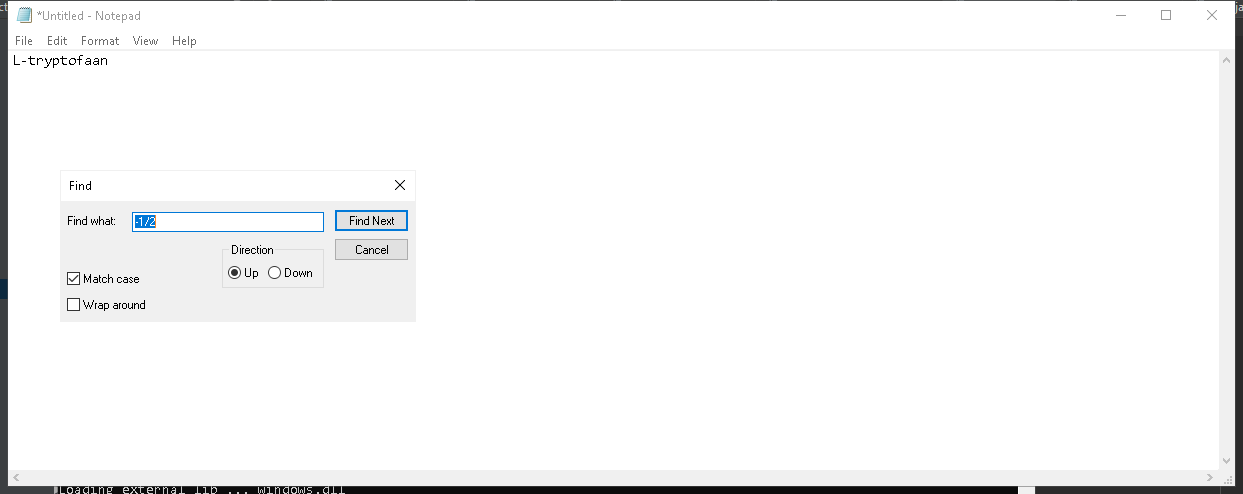 *Untitled - Notepad
File Edit Format View Help
L-tryptofaan
Find
Find what: -1/2 Find Next
Direction Cancel
Up Down
Match case
Wrap around
Loading external lib ... windows.dll